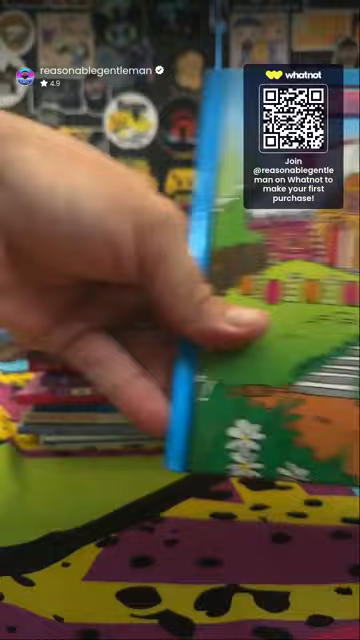 reasonablegentleman
★ 4.9
whatnot
Join
@reasonablegentle
man on Whatnot to
make your first
purchase!